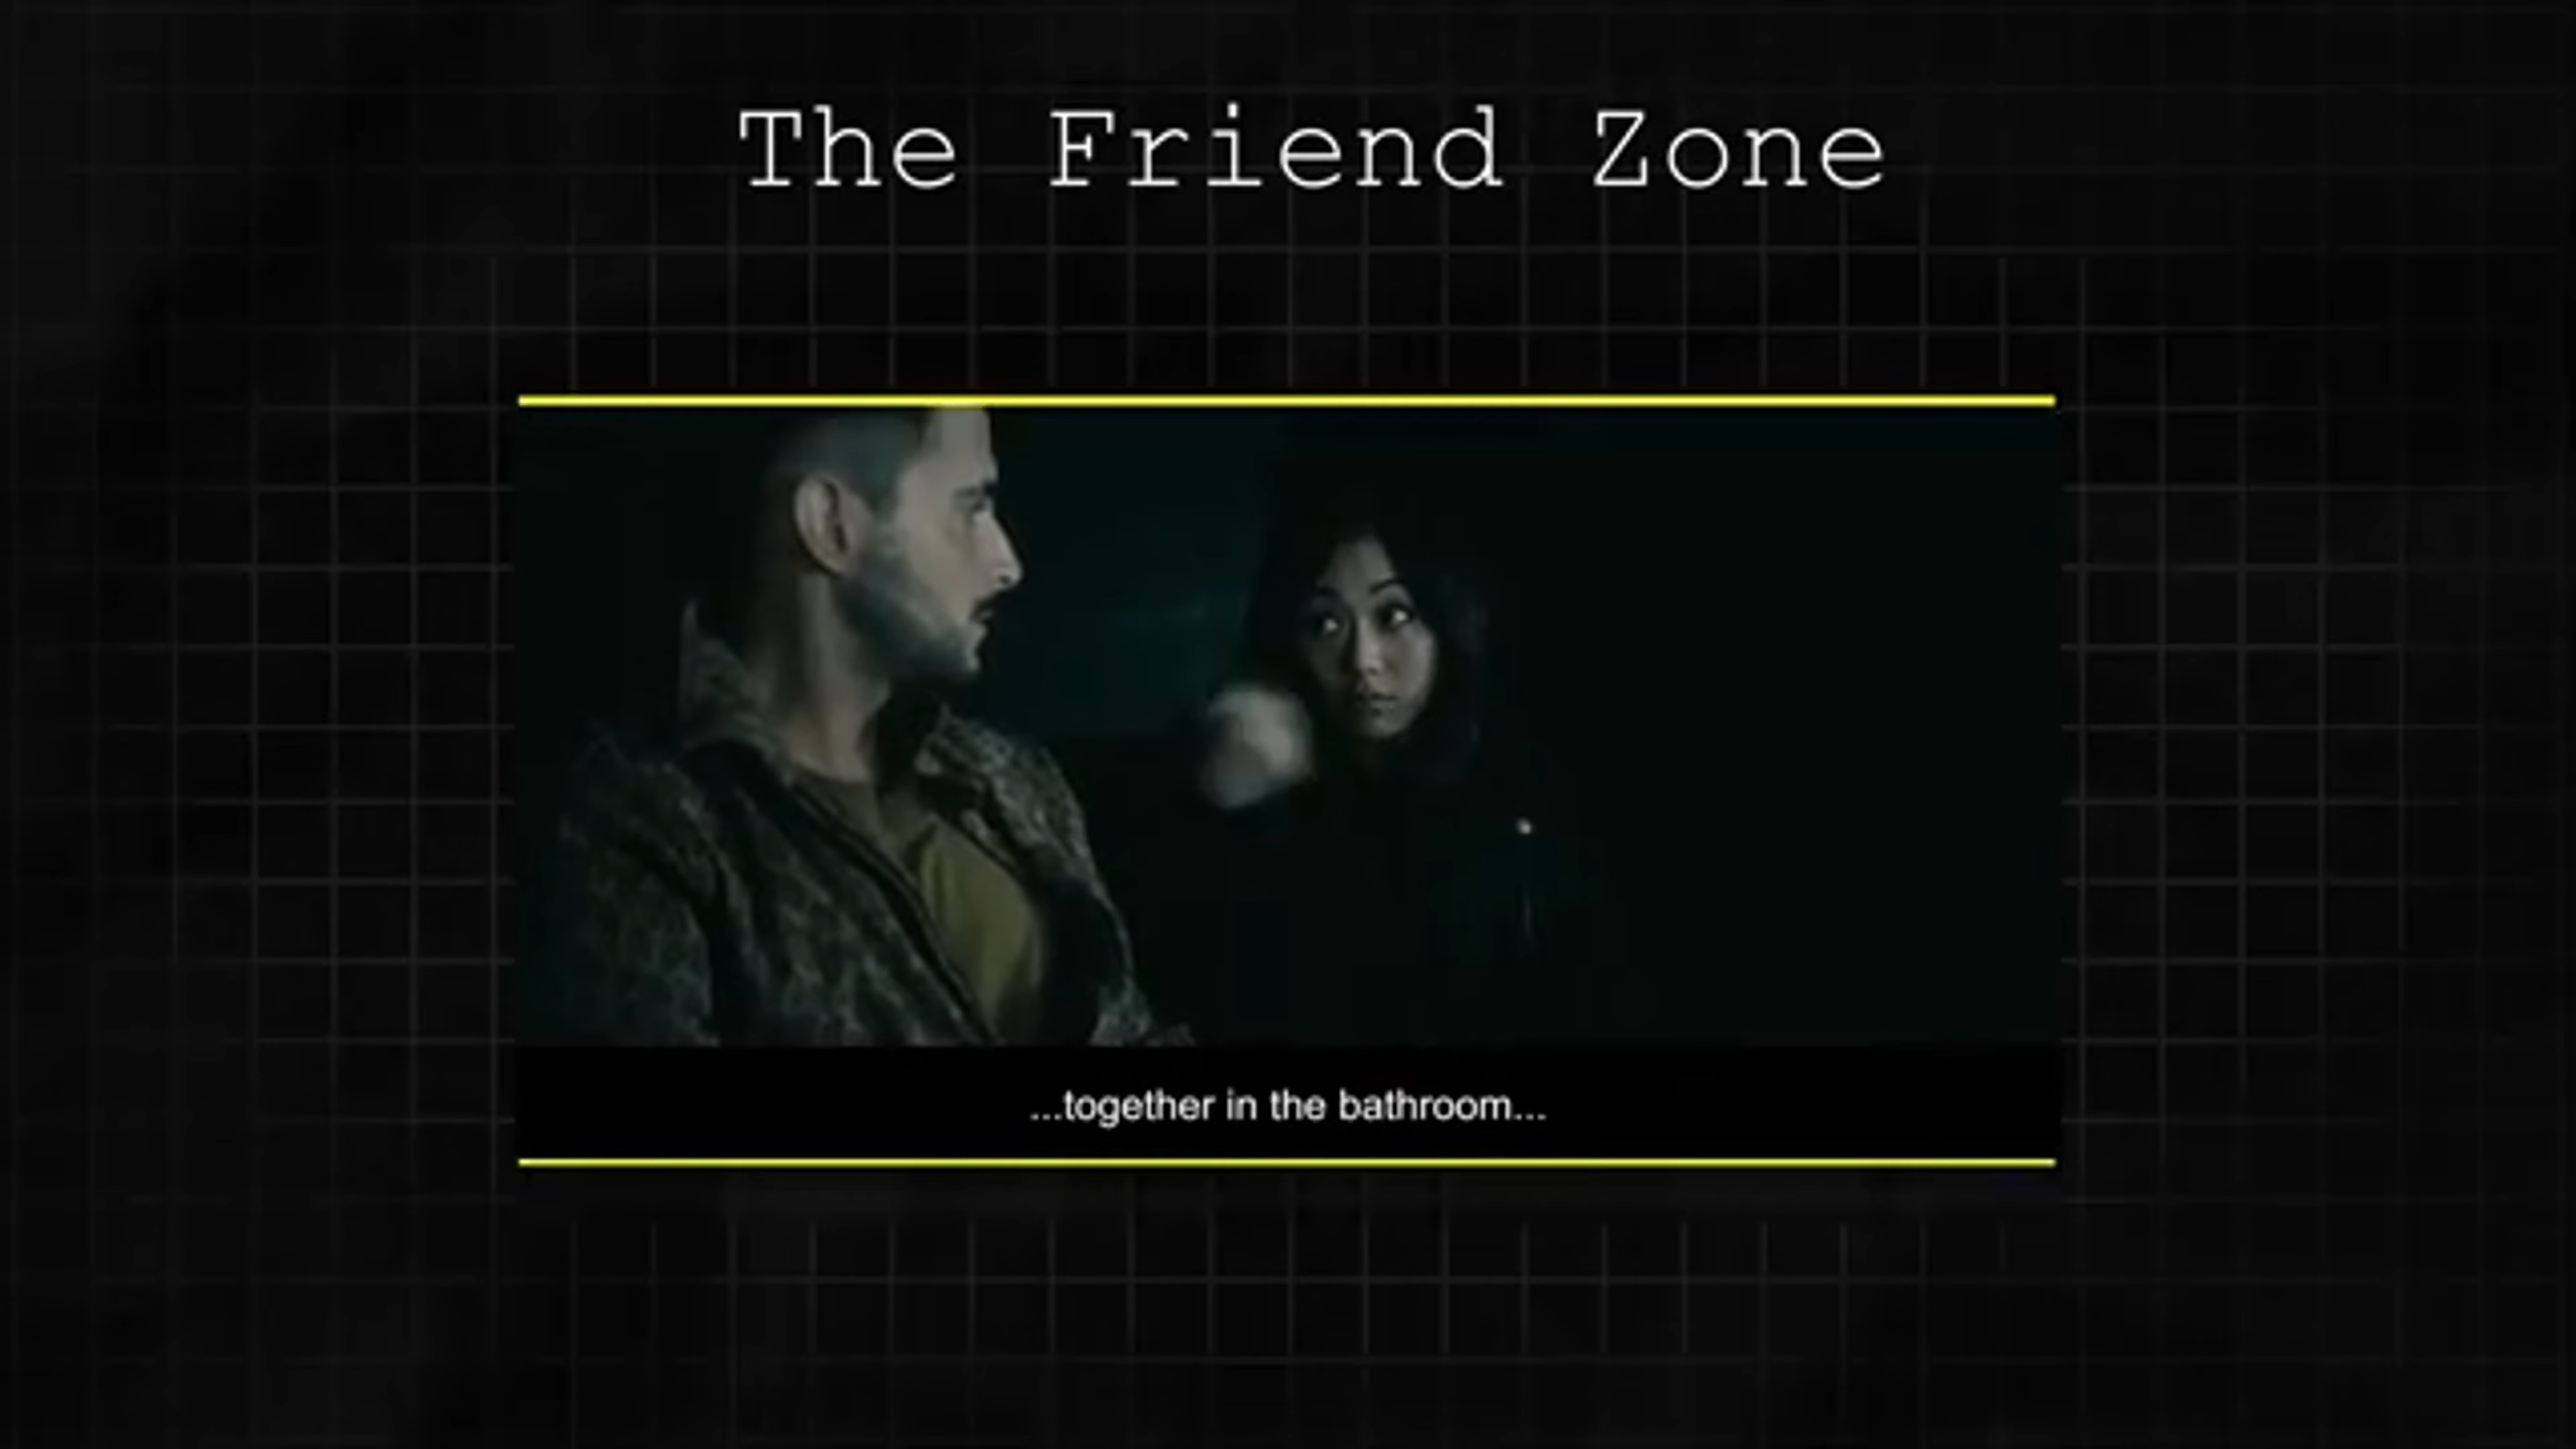 The Friend Zone
...together in the bathroom...